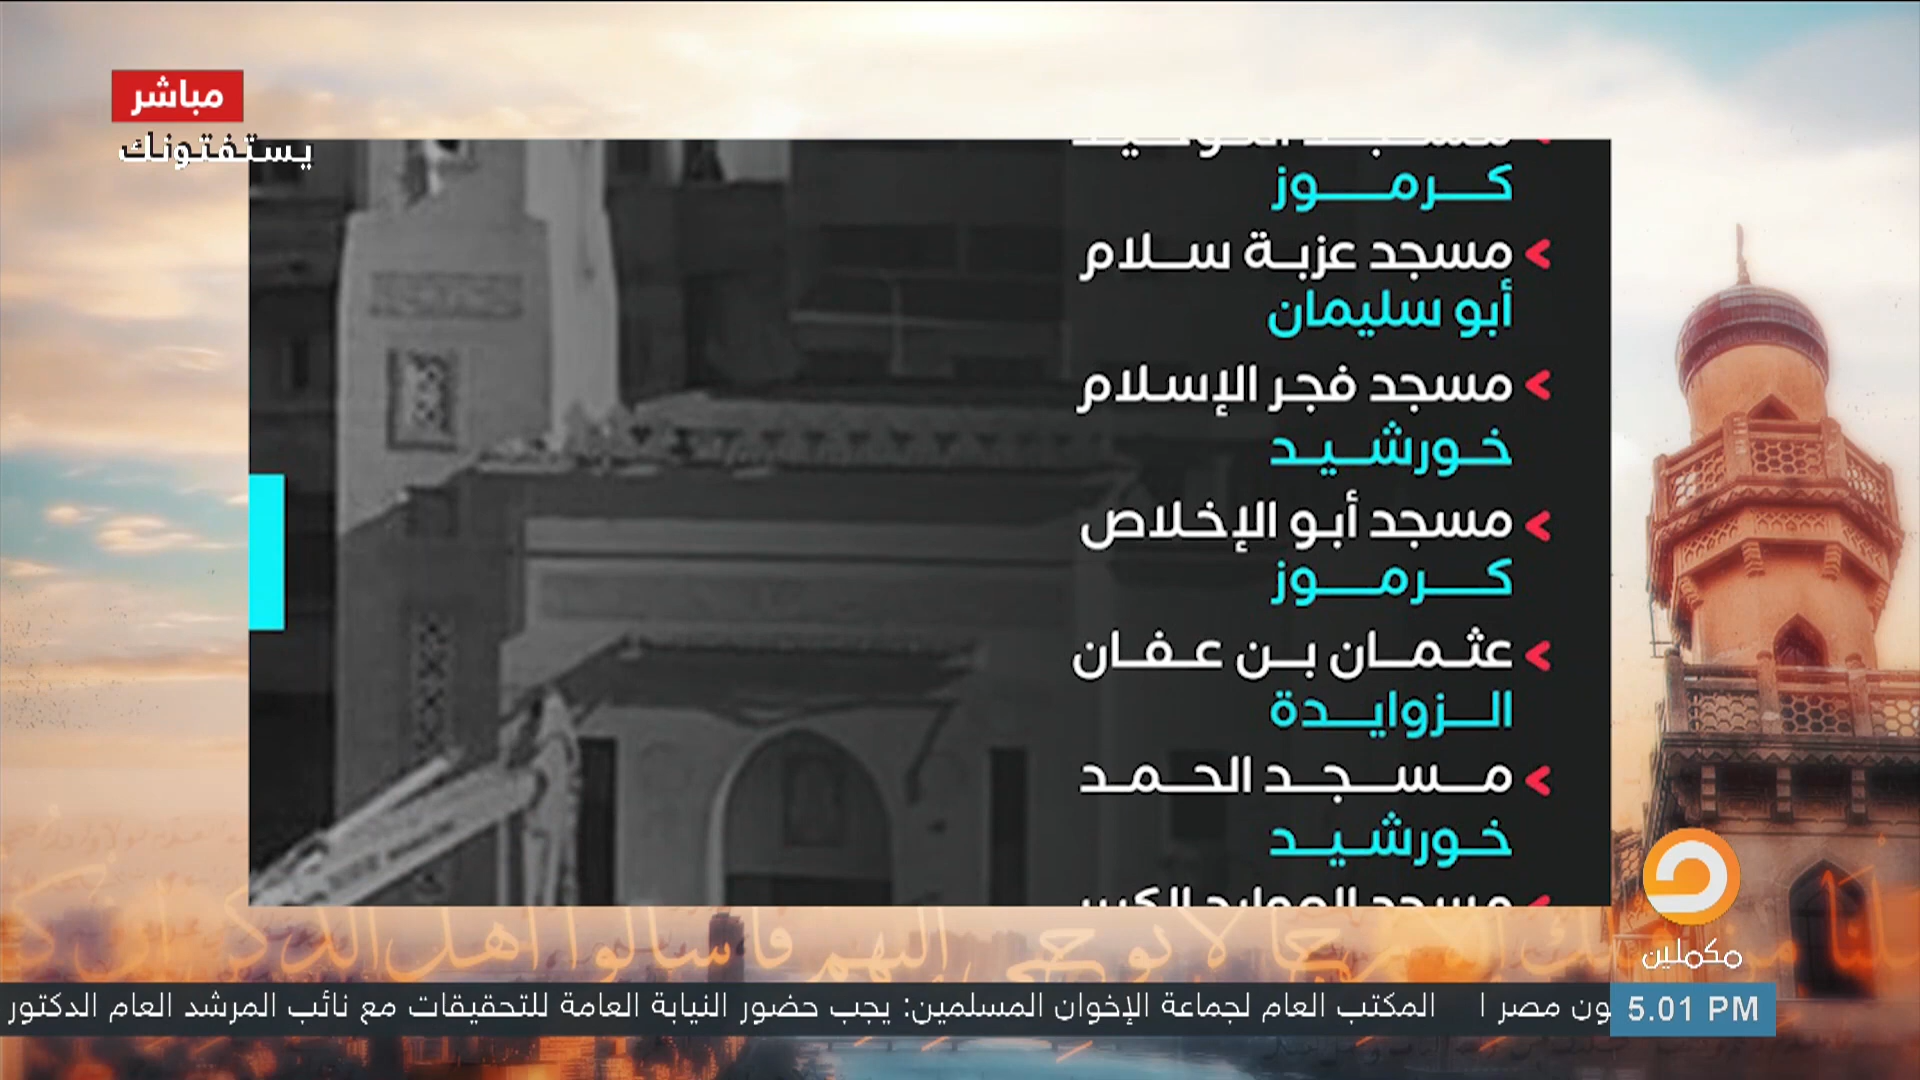 مباشر
يستفتونك
كرموز
مسجد عزبة سلام
أبو سليمان
مسجد فجر الإسلام
خورشيد
مسجد أبو الإخلاص
كرموز
عثمان بن عفان
الزوايدة
مسجد الحمد
خورشيد
مكملين
ون مصر ا المكتب العام لجماعة الإخوان المسلمين: يجب حضور النيابة العامة للتحقيقات مع نائب المرشد العام الدكتور
5.01 PM